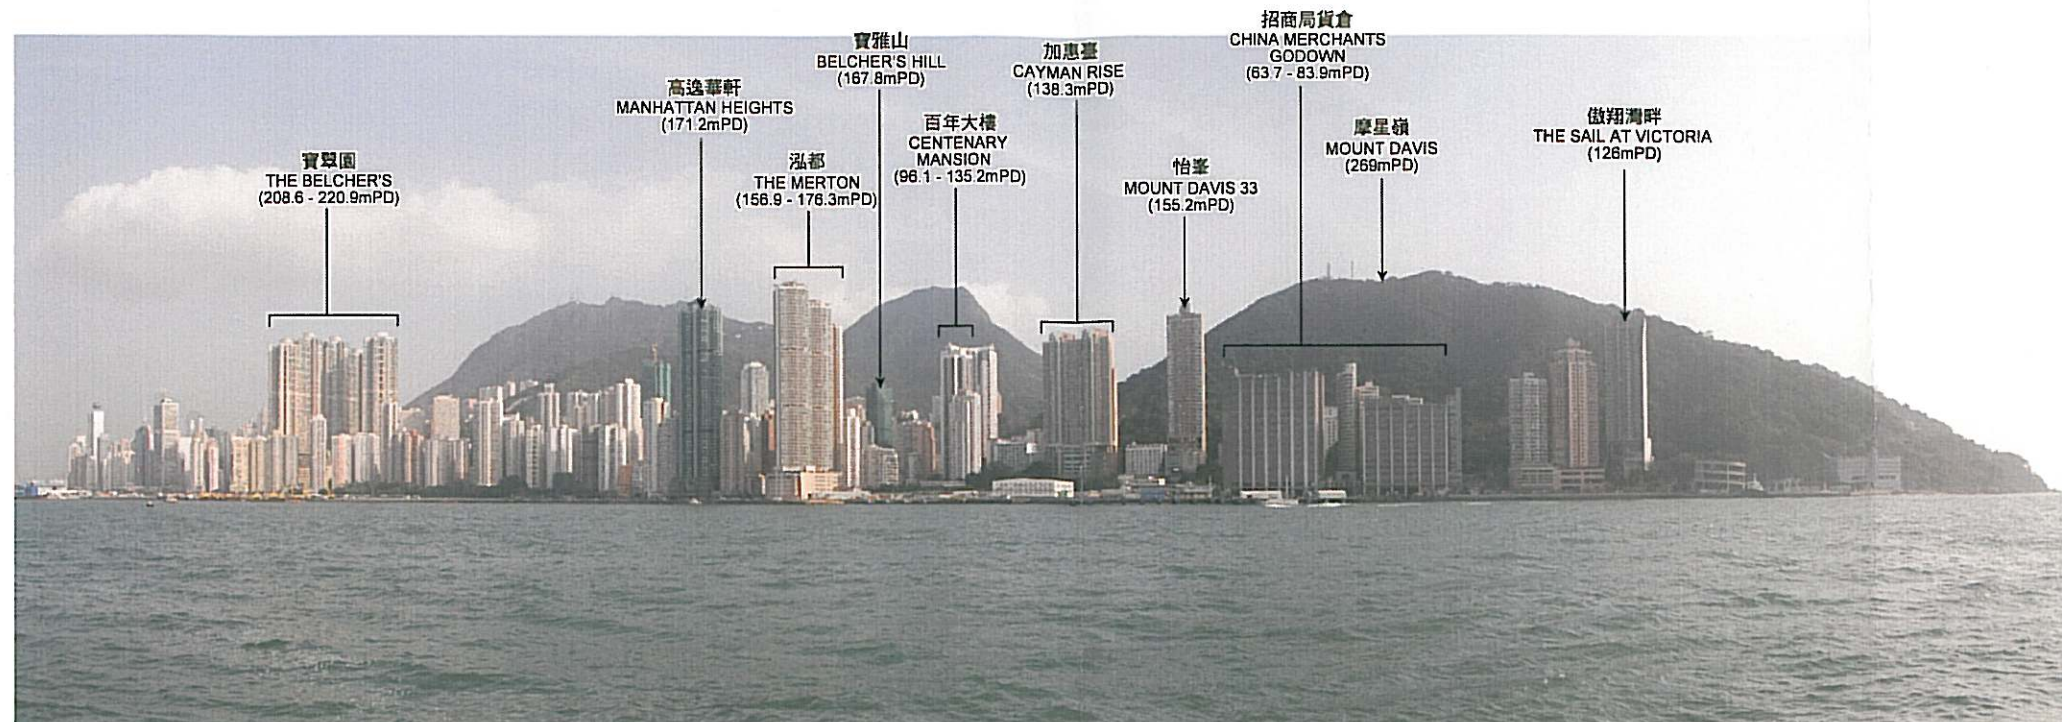 寶翠園
THE BELCHER'S
(208.6 - 220.9mPD)
高逸華軒
MANHATTAN HEIGHTS
(171.2mPD)
泓都
THE MERTON
(156.9 - 176.3mPD)
寶雅山
BELCHER'S HILL
(167.8mPD)
百年大樓
CENTENARY
MANSION
(96.1 - 135.2mPD)
加惠臺
CAYMAN RISE
(138.3mPD)
怡峯
MOUNT DAVIS 33
(155.2mPD)
招商局貨倉
CHINA MERCHANTS
GODOWN
(63.7 - 83.9mPD)
摩星嶺
MOUNT DAVIS
(269mPD)
傲翔灣畔
THE SAIL AT VICTORIA
(126mPD)